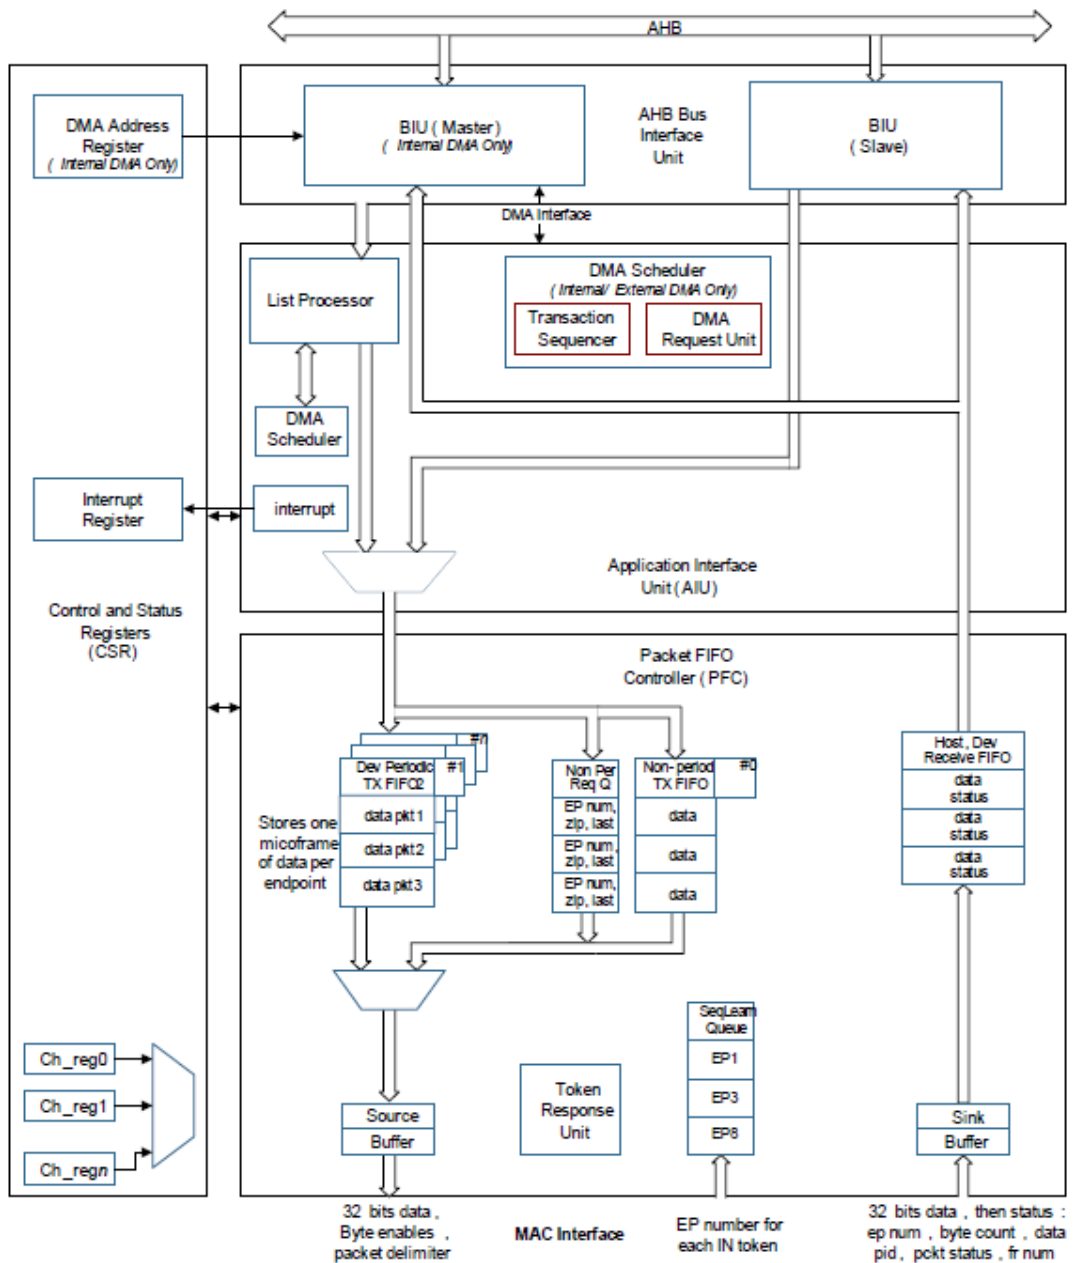 AHB
DMA Address
Register
( Internal DMA Only)
BIU ( Master)
( Internal DMA Only)
AHB Bus
Interface
Unit
BIU
( Slave)
DMA Interface
List Processor
DMA Scheduler
( Internal/ External DMA Only)
Transaction
Sequencer
DMA
Request Unit
DMA
Scheduler
Interrupt
Register
interrupt
Application Interface
Unit ( AIU)
Control and Status
Registers
(CSR)
Packet FIFO
Controller ( PFC)
#n
#1
Dev Periodic
TX FIFO2
data pkt1
data pkt2
data pkt3
Stores one
micoframe
of data per
endpoint
Non Per
Req Q
EP num,
zlp, last
EP num,
zlp, last
EP num,
zlp, last
Non- period
TX FIFO
#0
data
data
data
Host, Dev
Receive FIFO
data
status
data
status
data
status
SeqLearn
Queue
EP1
EP3
EP8
Ch_reg0
Ch_reg1
Ch_regn
Source
Buffer
Token
Response
Unit
Sink
Buffer
32 bits data ,
Byte enables ,
packet delimiter
MAC Interface
EP number for
each IN token
32 bits data , then status :
ep num , byte count , data
pid , pckt status , fr num